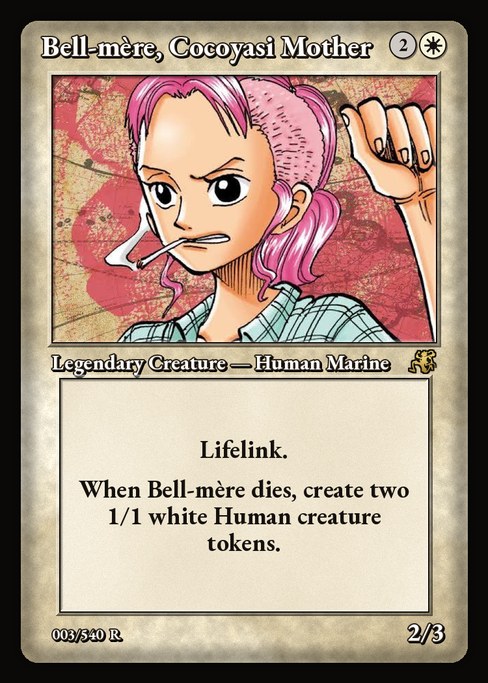 Bell-mère, Cocoyasi Mother 2
Legendary Creature — Human Marine
Lifelink.
When Bell-mère dies, create two
1/1 white Human creature
tokens.
003/540 R
2/3